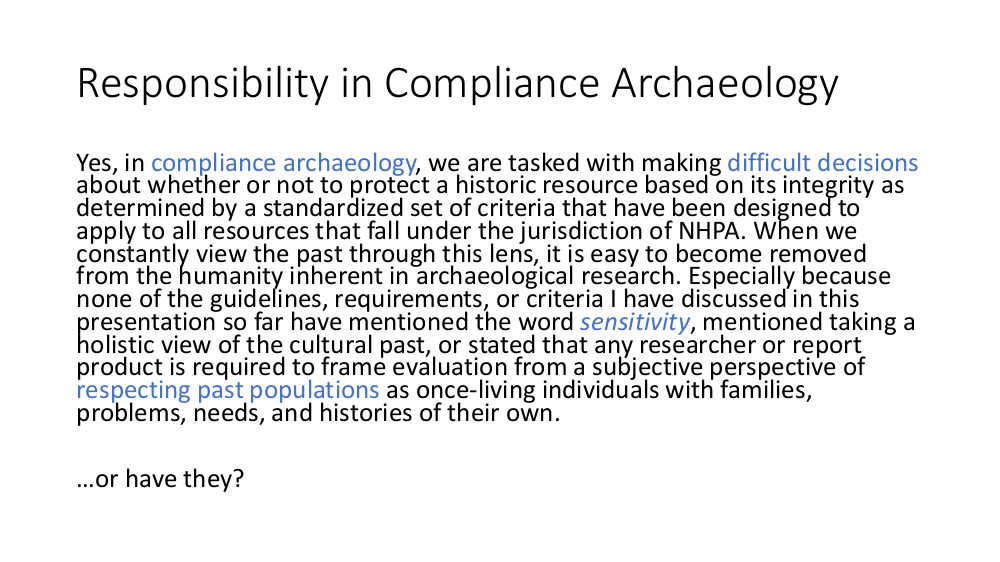 Responsibility in Compliance Archaeology
Yes, in compliance archaeology, we are tasked with making difficult decisions
about whether or not to protect a historic resource based on its integrity as
determined by a standardized set of criteria that have been designed to
apply to all resources that fall under the jurisdiction of NHPA. When we
constantly view the past through this lens, it is easy to become removed
from the humanity inherent in archaeological research. Especially because
none of the guidelines, requirements, or criteria I have discussed in this
presentation so far have mentioned the word sensitivity, mentioned taking a
holistic view of the cultural past, or stated that any researcher or report
product is required to frame evaluation from a subjective perspective of
respecting past populations as once-living individuals with families,
problems, needs, and histories of their own.
…or have they?